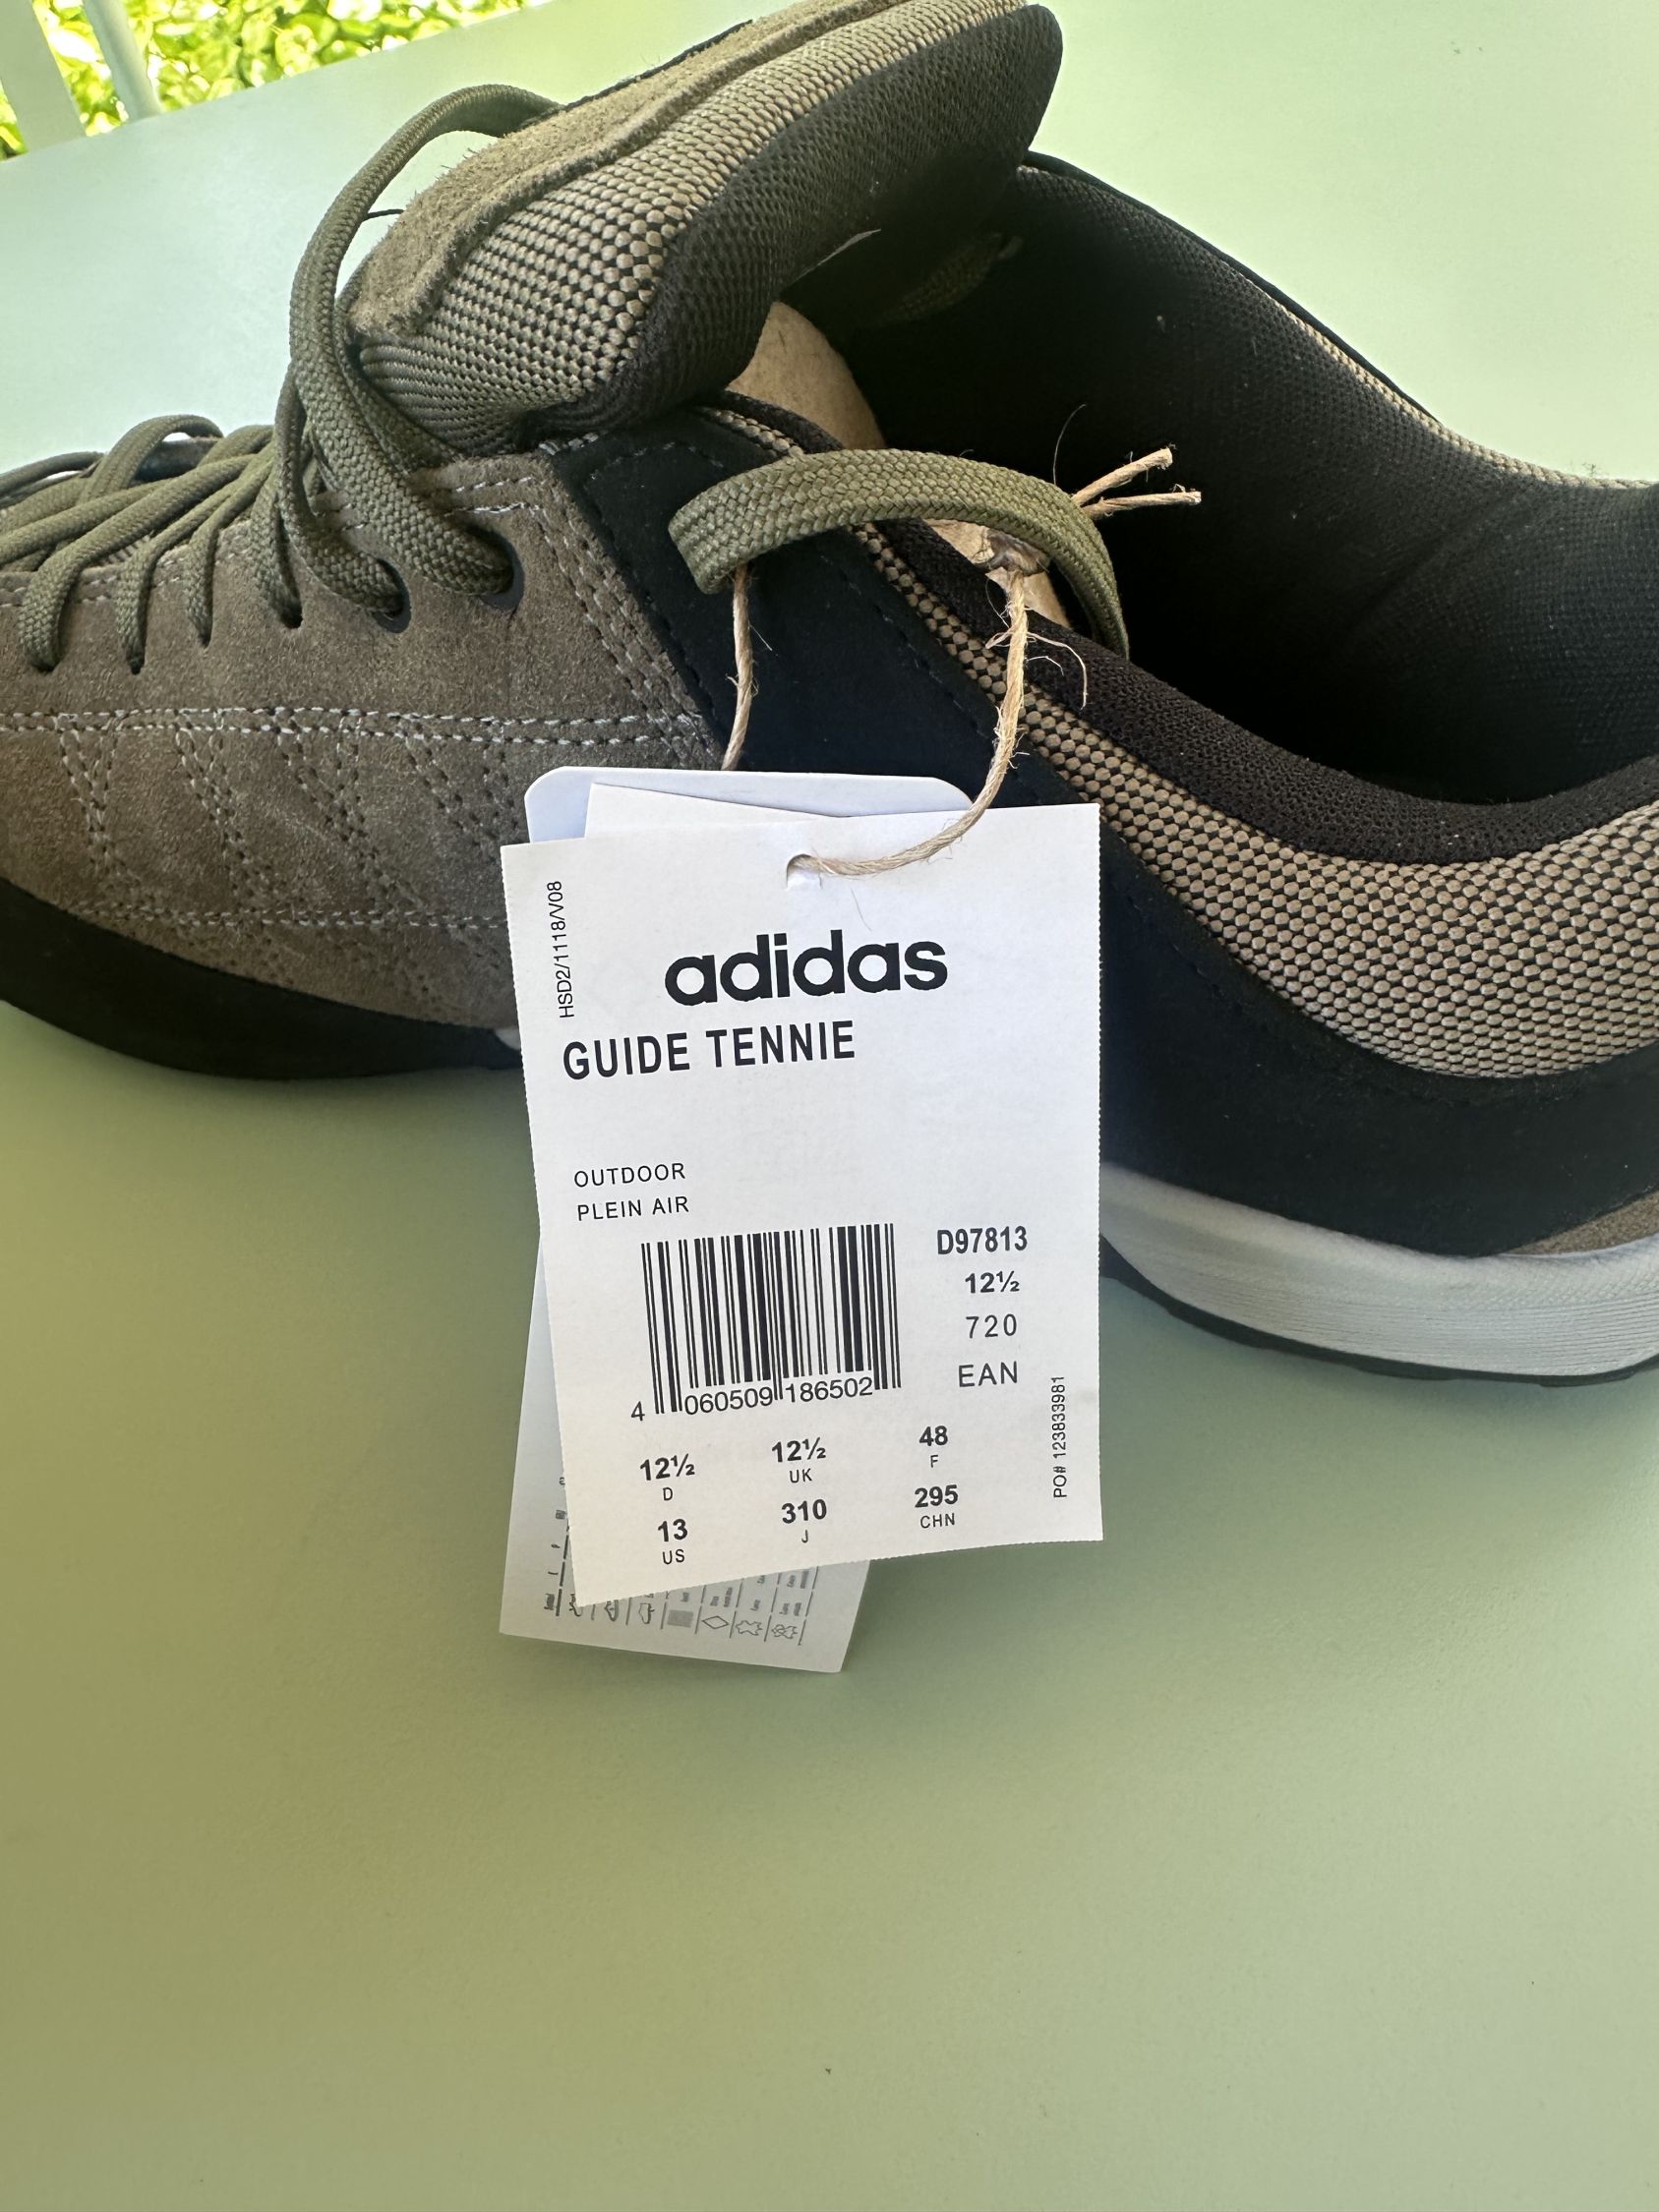 HSD2/1118/V08
adidas
GUIDE TENNIE
OUTDOOR
PLEIN AIR
D97813
12½
720
EAN
4 060509 186502
12½ 12½ 48
D UK F
13 310 295
US J CHN
PO# 123833981